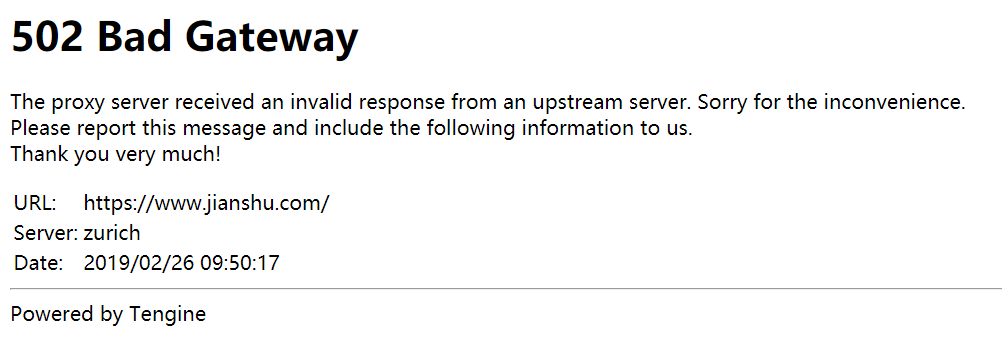 502 Bad Gateway
The proxy server received an invalid response from an upstream server. Sorry for the inconvenience.
Please report this message and include the following information to us.
Thank you very much!
URL: https://www.jianshu.com/
Server: zurich
Date: 2019/02/26 09:50:17
Powered by Tengine